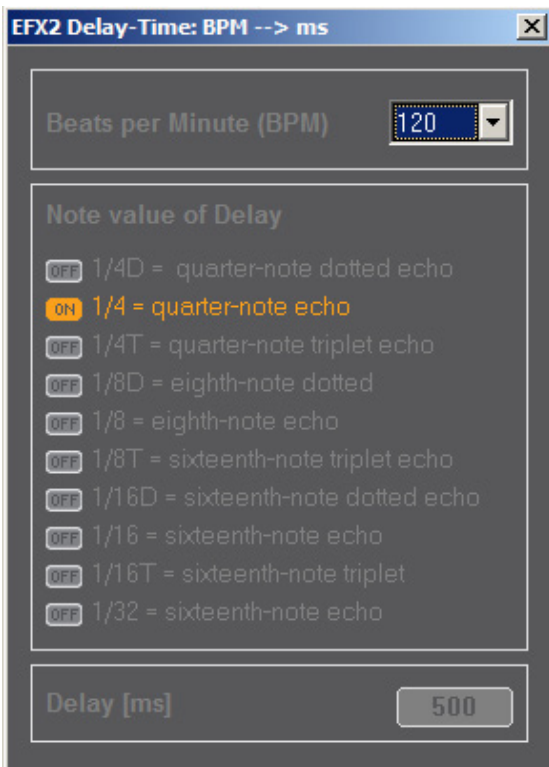 EFX2 Delay-Time: BPM --> ms
Beats per Minute (BPM) 120
Note value of Delay
OFF 1/4D = quarter-note dotted echo
ON 1/4 = quarter-note echo
OFF 1/4T = quarter-note triplet echo
OFF 1/8D = eighth-note dotted
OFF 1/8 = eighth-note echo
OFF 1/8T = sixteenth-note triplet echo
OFF 1/16D = sixteenth-note dotted echo
OFF 1/16 = sixteenth-note echo
OFF 1/16T = sixteenth-note triplet
OFF 1/32 = sixteenth-note echo
Delay [ms] 500